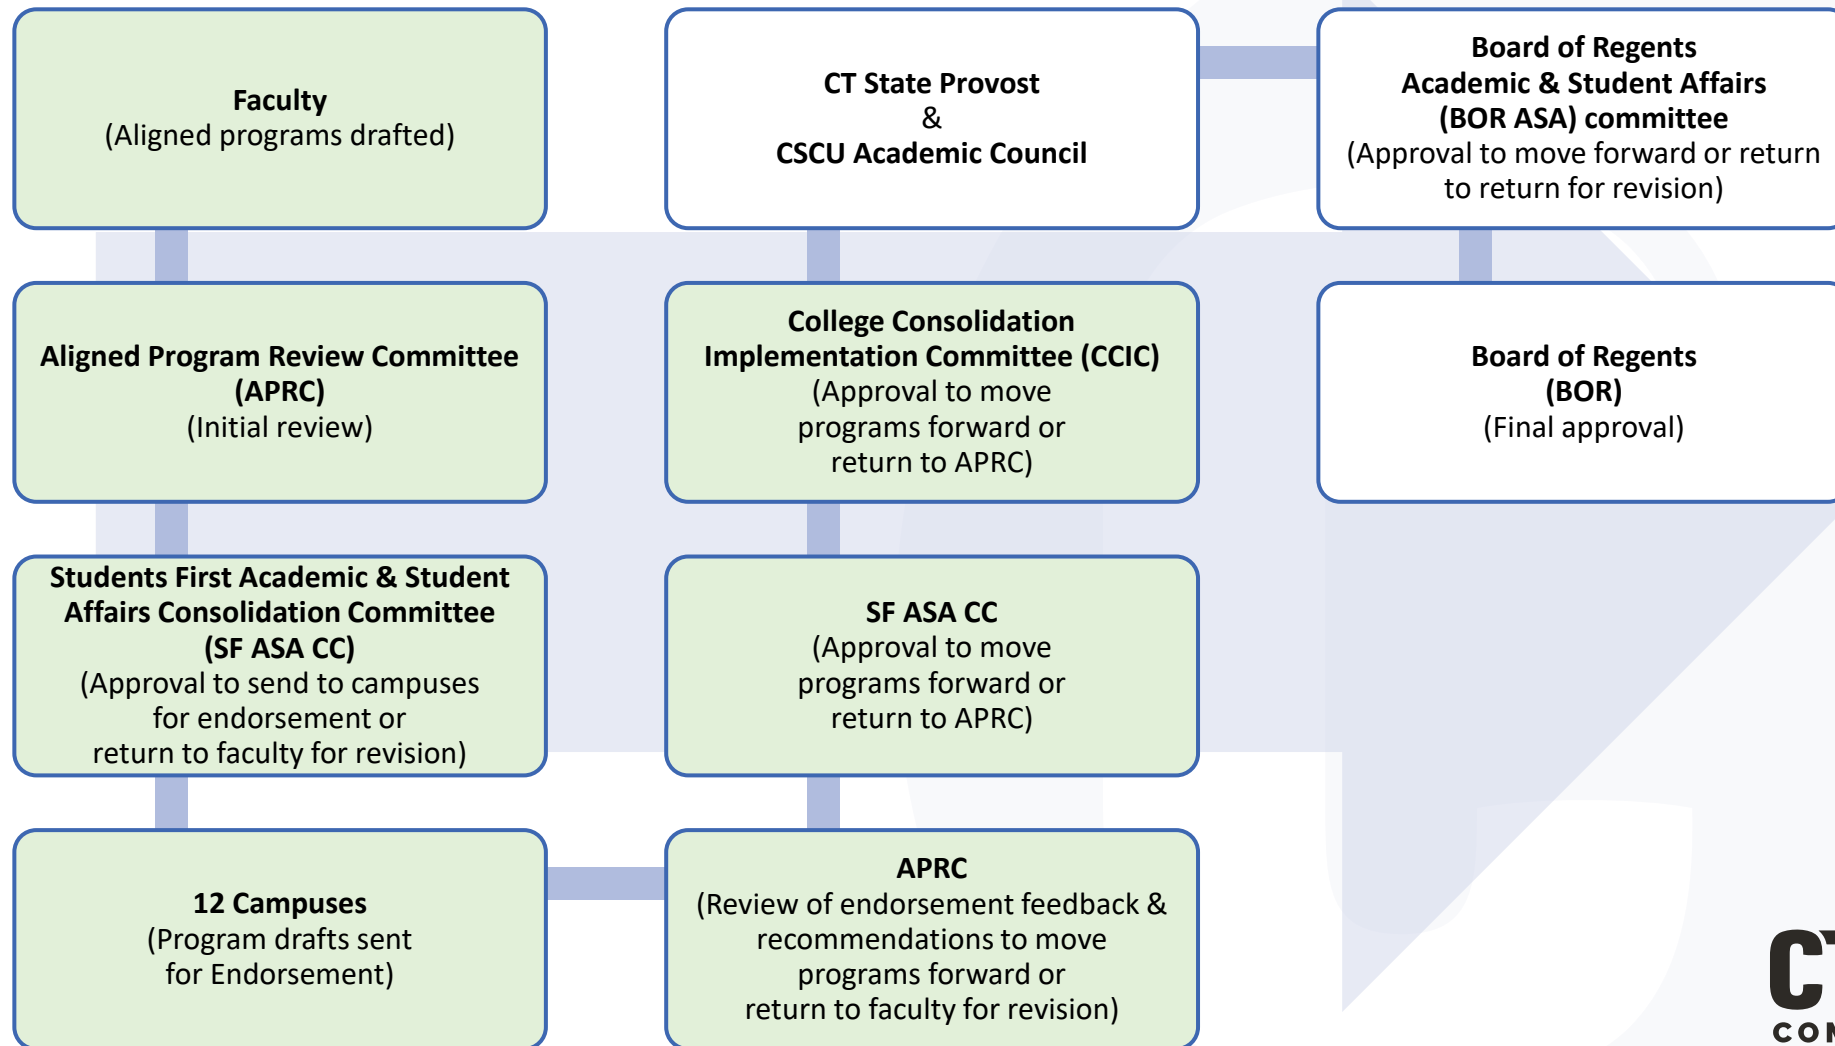 Faculty
(Aligned programs drafted)
Aligned Program Review Committee
(APRC)
(Initial review)
Students First Academic & Student
Affairs Consolidation Committee
(SF ASA CC)
(Approval to send to campuses
for endorsement or
return to faculty for revision)
12 Campuses
(Program drafts sent
for Endorsement)
APRC
(Review of endorsement feedback &
recommendations to move
programs forward or
return to faculty for revision)
SF ASA CC
(Approval to move
programs forward or
return to APRC)
College Consolidation
Implementation Committee (CCIC)
(Approval to move
programs forward or
return to APRC)
CT State Provost
&
CSCU Academic Council
Board of Regents
Academic & Student Affairs
(BOR ASA) committee
(Approval to move forward or return
to return for revision)
Board of Regents
(BOR)
(Final approval)